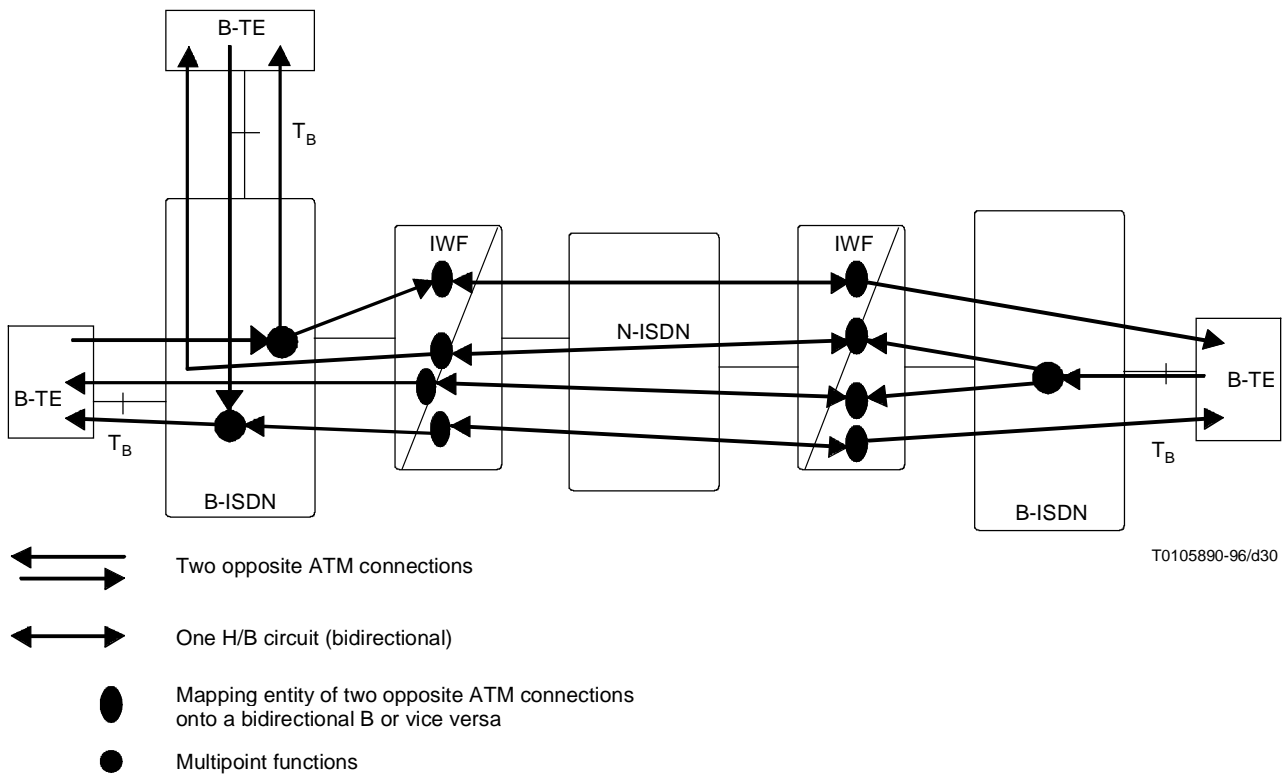 B-TE
T_B
IWF
IWF
N-ISDN
B-TE
B-TE
T_B
T_B
B-ISDN
B-ISDN
T0105890-96/d30
Two opposite ATM connections
One H/B circuit (bidirectional)
Mapping entity of two opposite ATM connections
onto a bidirectional B or vice versa
Multipoint functions